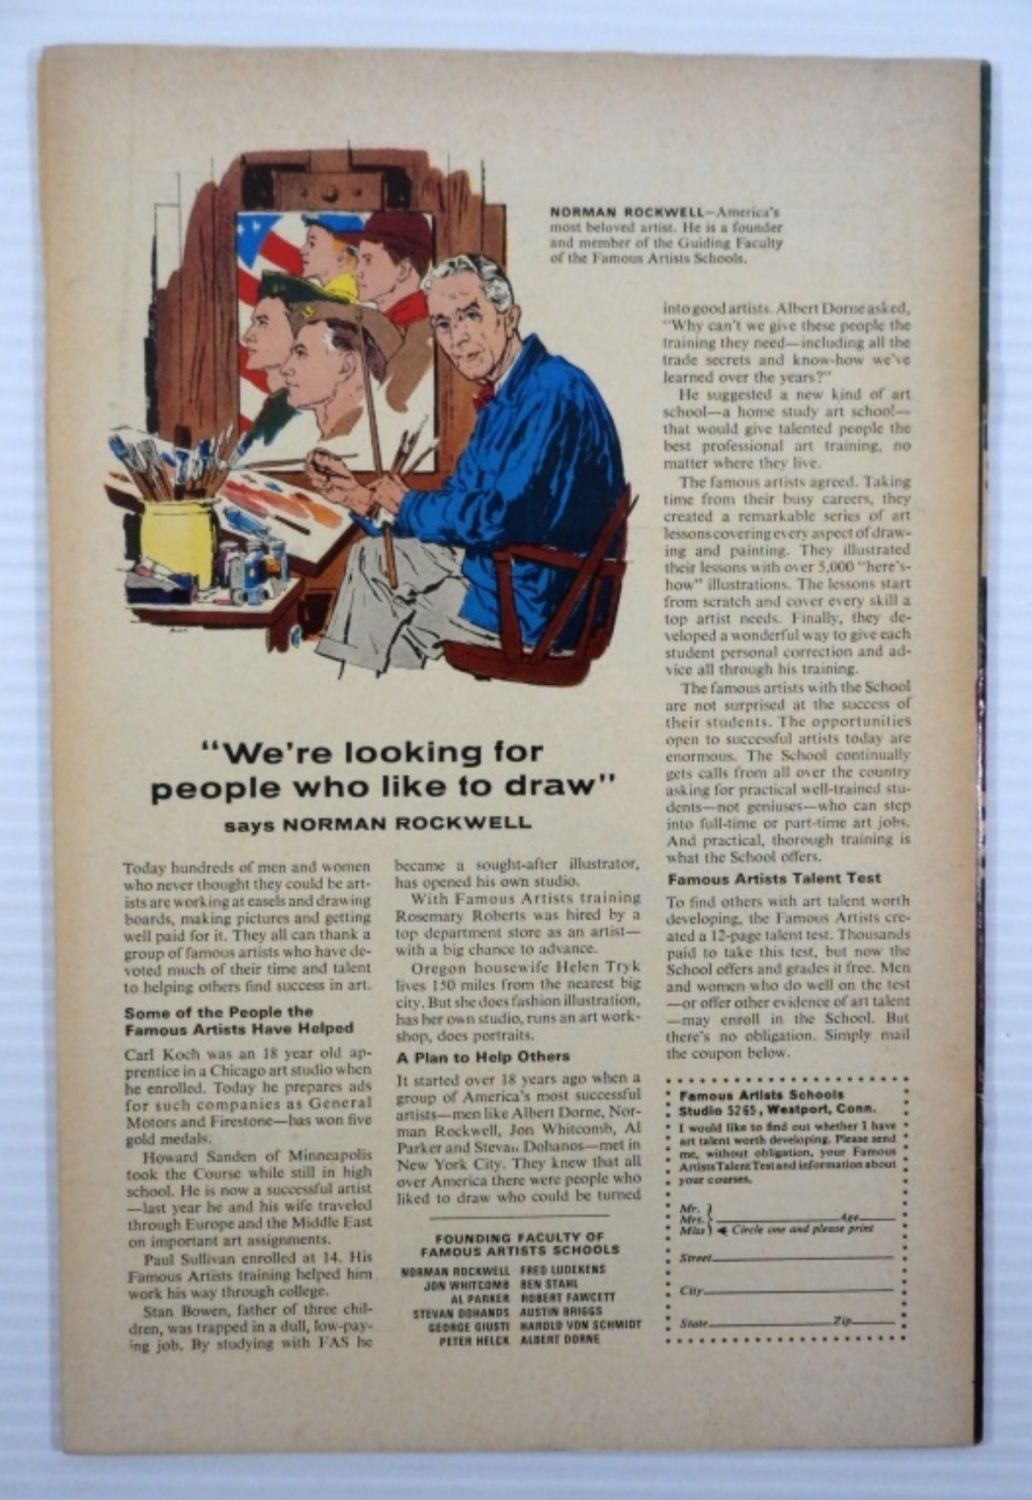 NORMAN ROCKWELL—America's
most beloved artist. He is a founder
and member of the Guiding Faculty
of the Famous Artists Schools.
"We're looking for
people who like to draw"
says NORMAN ROCKWELL
Today hundreds of men and women
who never thought they could be art-
ists are working at easels and drawing
boards, making pictures and getting
well paid for it. They all can thank a
group of famous artists who have de-
voted much of their time and talent
to helping others find success in art.
Some of the People the
Famous Artists Have Helped
Carl Koch was an 18 year old ap-
prentice in a Chicago art studio when
he enrolled. Today he prepares ads
for such companies as General
Motors and Firestone—has won five
gold medals.
Howard Sanden of Minneapolis
took the Course while still in high
school. He is now a successful artist
—last year he and his wife traveled
through Europe and the Middle East
on important art assignments.
Paul Sullivan enrolled at 14. His
Famous Artists training helped him
work his way through college.
Stan Bowen, father of three chil-
dren, was trapped in a dull, low-pay-
ing job. By studying with FAS he
became a sought-after illustrator,
has opened his own studio.
With Famous Artists training
Rosemary Roberts was hired by a
top department store as an artist—
with a big chance to advance.
Oregon housewife Helen Tryk
lives 150 miles from the nearest big
city. But she does fashion illustration,
has her own studio, runs an art work-
shop, does portraits.
A Plan to Help Others
It started over 18 years ago when a
group of America's most successful
artists—men like Albert Dorne, Nor-
man Rockwell, Jon Whitcomb, Al
Parker and Stevan Dohanos—met in
New York City. They knew that all
over America there were people who
liked to draw who could be turned
FOUNDING FACULTY OF
FAMOUS ARTISTS SCHOOLS
NORMAN ROCKWELL FRED LUDEKENS
JON WHITCOMB BEN STAHL
AL PARKER ROBERT FAWCETT
STEVAN DOHANOS AUSTIN BRIGGS
GEORGE GIUSTI HAROLD VON SCHMIDT
PETER HELCK ALBERT DORNE
into good artists. Albert Dorne asked,
"Why can't we give these people the
training they need—including all the
trade secrets and know-how we've
learned over the years?"
He suggested a new kind of art
school—a home study art school—
that would give talented people the
best professional art training, no
matter where they live.
The famous artists agreed. Taking
time from their busy careers, they
created a remarkable series of art
lessons covering every aspect of draw-
ing and painting. They illustrated
their lessons with over 5,000 "here's-
how" illustrations. The lessons start
from scratch and cover every skill a
top artist needs. Finally, they de-
veloped a wonderful way to give each
student personal correction and ad-
vice all through his training.
The famous artists with the School
are not surprised at the success of
their students. The opportunities
open to successful artists today are
enormous. The School continually
gets calls from all over the country
asking for practical well-trained stu-
dents—not geniuses—who can step
into full-time or part-time art jobs.
And practical, thorough training is
what the School offers.
Famous Artists Talent Test
To find others with art talent worth
developing, the Famous Artists cre-
ated a 12-page talent test. Thousands
paid to take this test, but now the
School offers and grades it free. Men
and women who do well on the test
—or offer other evidence of art talent
—may enroll in the School. But
there's no obligation. Simply mail
the coupon below.
Famous Artists Schools
Studio 5265, Westport, Conn.
I would like to find out whether I have
art talent worth developing. Please send
me, without obligation, your Famous
Artists Talent Test and information about
your courses.
Mr.
Mrs. Age
Miss Circle one and please print
Street
City
State Zip